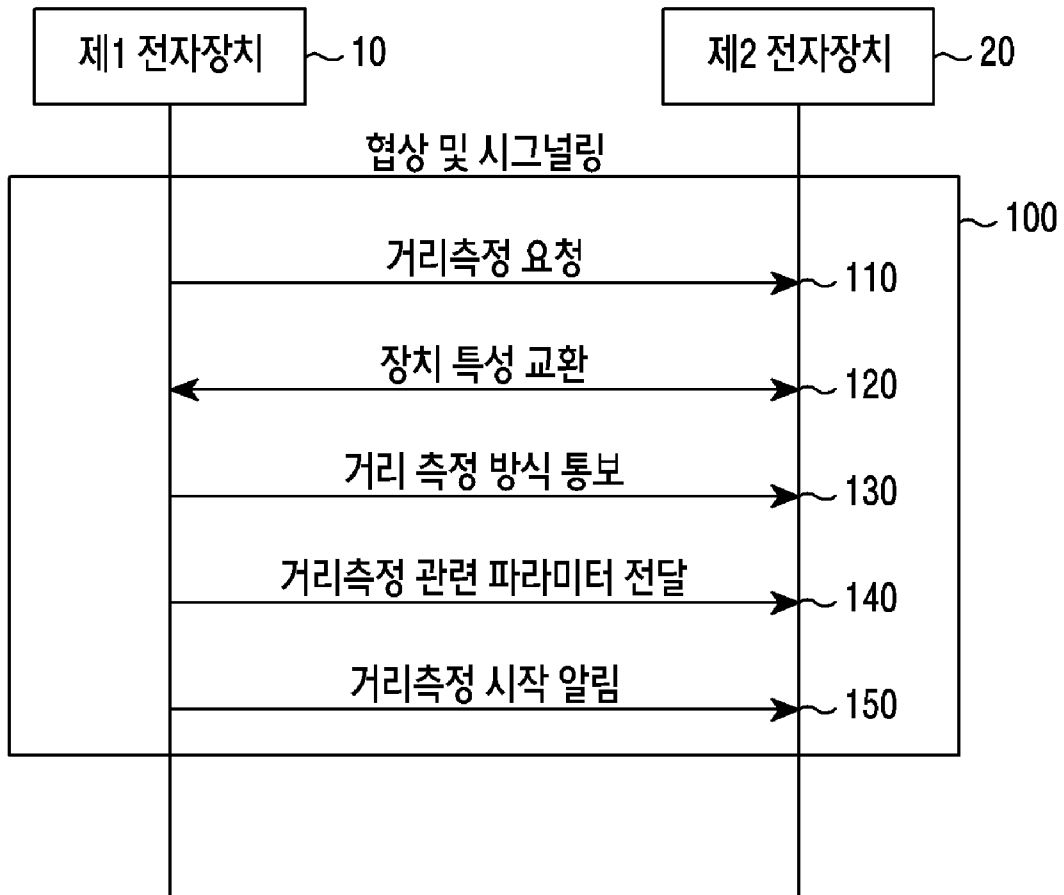 제1 전자장치
10
제2 전자장치
20
협상 및 시그널링
100
거리측정 요청
110
장치 특성 교환
120
거리 측정 방식 통보
130
거리측정 관련 파라미터 전달
140
거리측정 시작 알림
150